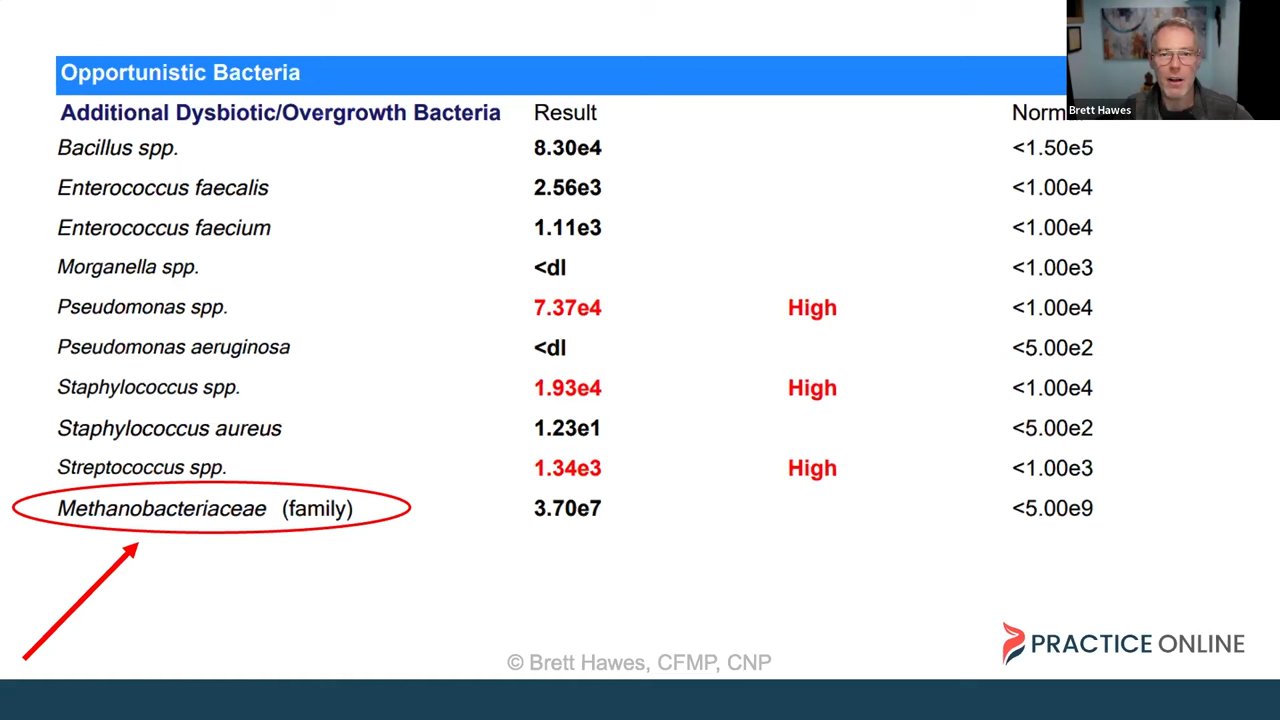 Opportunistic Bacteria
Additional Dysbiotic/Overgrowth Bacteria Result
Bacillus spp. 8.30e4 <1.50e5
Enterococcus faecalis 2.56e3 <1.00e4
Enterococcus faecium 1.11e3 <1.00e4
Morganella spp. <dl <1.00e3
Pseudomonas spp. 7.37e4 High <1.00e4
Pseudomonas aeruginosa <dl <5.00e2
Staphylococcus spp. 1.93e4 High <1.00e4
Staphylococcus aureus 1.23e1 <5.00e2
Streptococcus spp. 1.34e3 High <1.00e3
Methanobacteriaceae (family) 3.70e7 <5.00e9
Brett Hawes
PRACTICE ONLINE
© Brett Hawes, CFMP, CNP